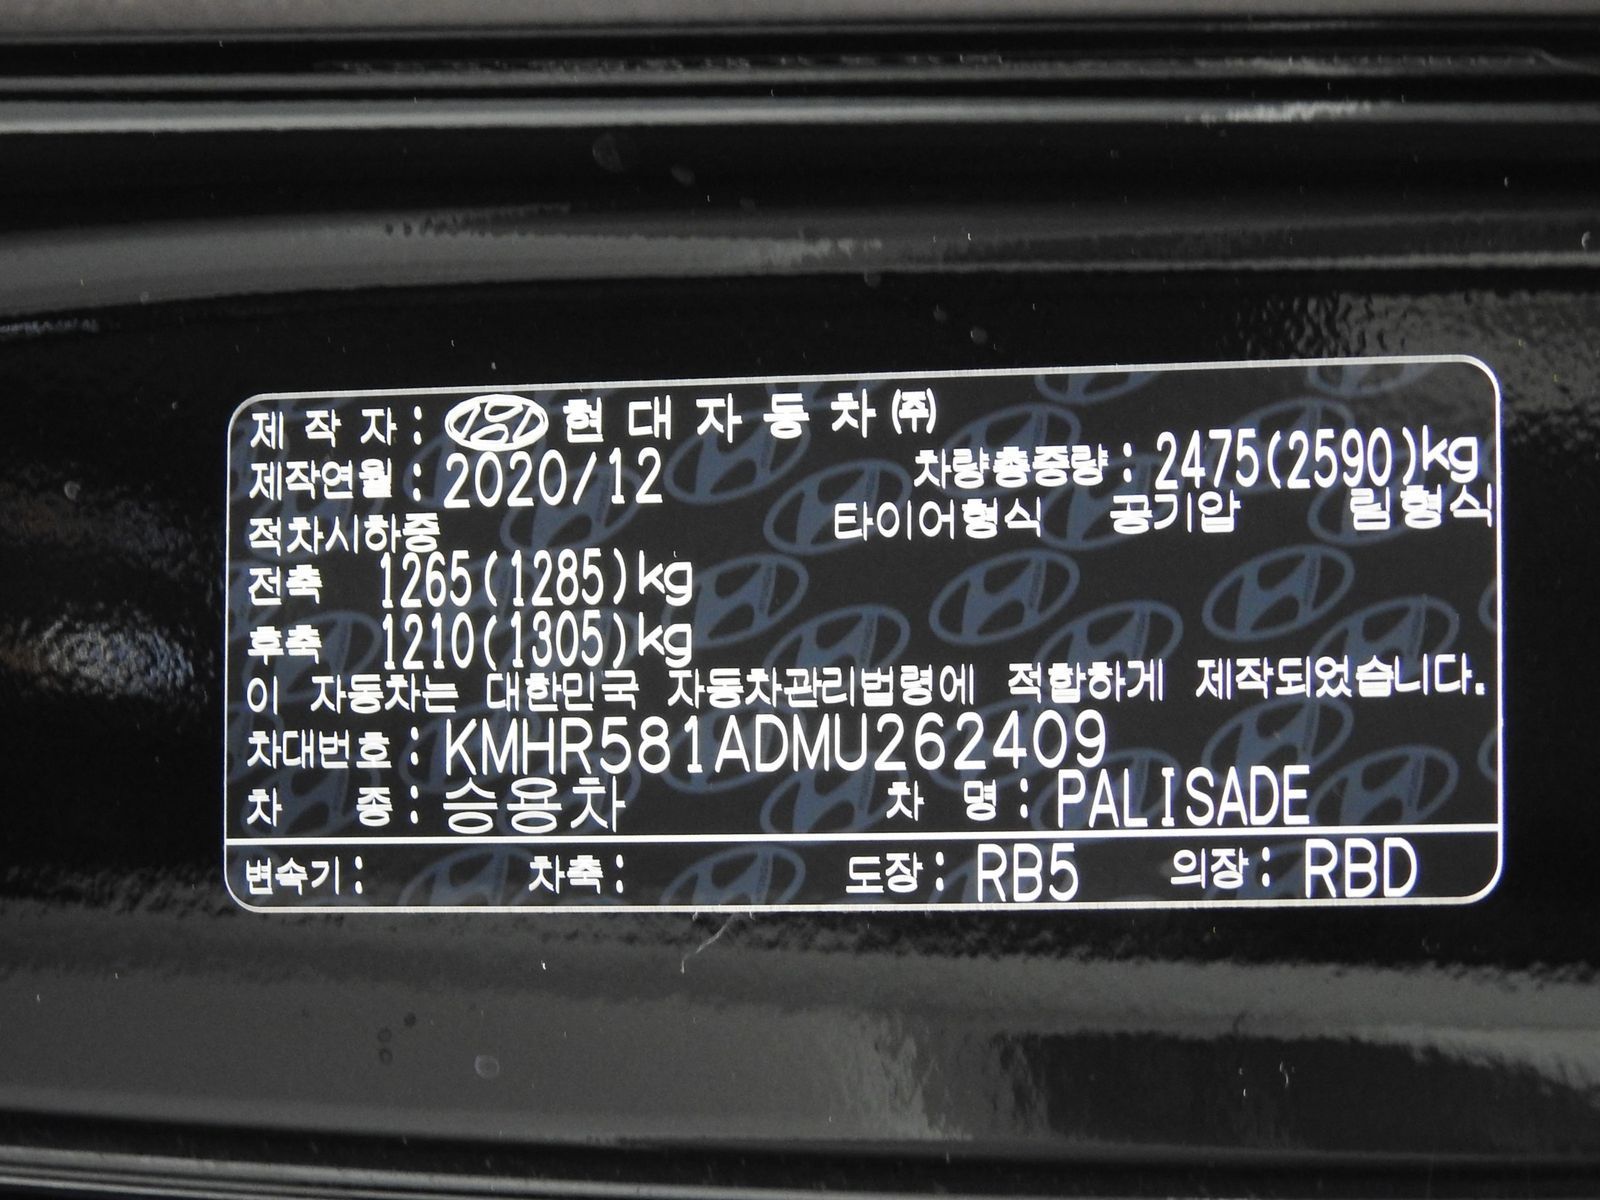 제 작 자 : 현 대 자 동 차 ㈜
제작연월 : 2020/12 차량총중량 : 2475(2590)kg
적차시하중 타이어형식 공기압 림형식
전축 1265(1285)kg
후축 1210(1305)kg
이 자동차는 대한민국 자동차관리법령에 적합하게 제작되었습니다.
차대번호 : KMHR581ADMU262409
차 종 : 승용차 차 명 : PALISADE
변속기 : 차축 : 도장 : RB5 의장 : RBD